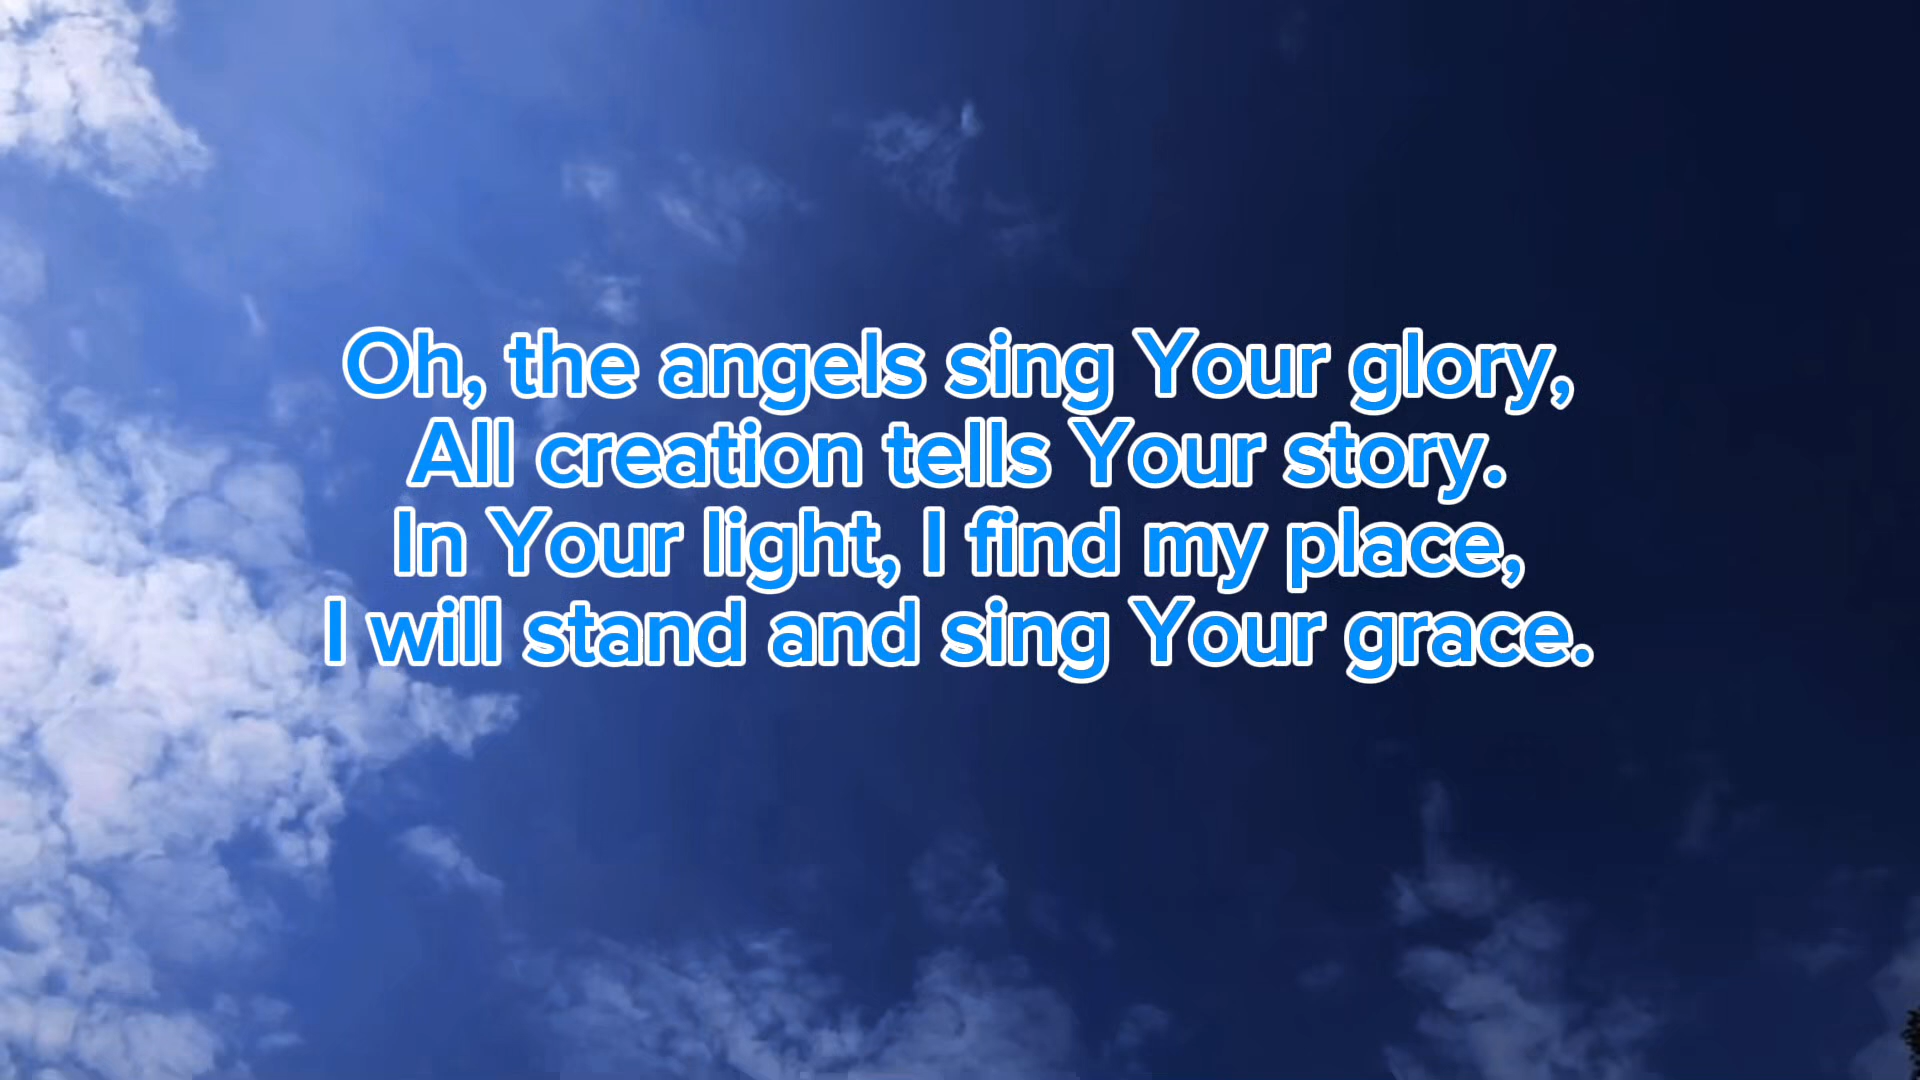 Oh, the angels sing Your glory,
All creation tells Your story.
In Your light, I find my place,
I will stand and sing Your grace.